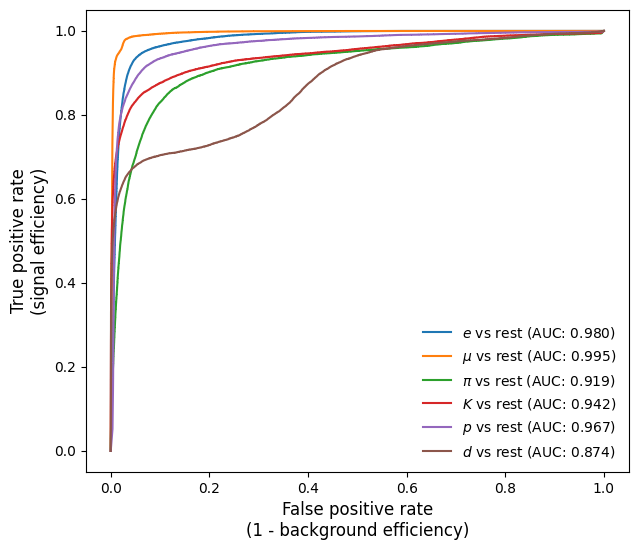 1.0
0.8
0.6
0.4
0.2
0.0
True positive rate
(signal efficiency)
e vs rest (AUC: 0.980)
μ vs rest (AUC: 0.995)
π vs rest (AUC: 0.919)
K vs rest (AUC: 0.942)
p vs rest (AUC: 0.967)
d vs rest (AUC: 0.874)
0.0 0.2 0.4 0.6 0.8 1.0
False positive rate
(1 - background efficiency)